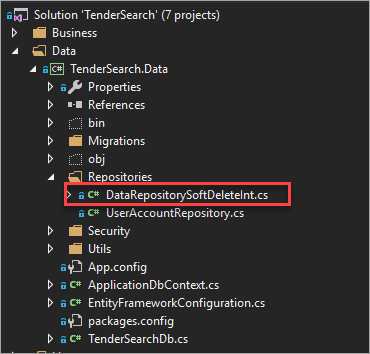 Solution 'TenderSearch' (7 projects)
Business
Data
TenderSearch.Data
Properties
References
bin
Migrations
obj
Repositories
DataRepositorySoftDeleteInt.cs
UserAccountRepository.cs
Security
Utils
App.config
ApplicationDbContext.cs
EntityFrameworkConfiguration.cs
packages.config
TenderSearchDb.cs